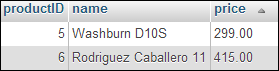 productID name price
5 Washburn D10S 299.00
6 Rodriguez Caballero 11 415.00